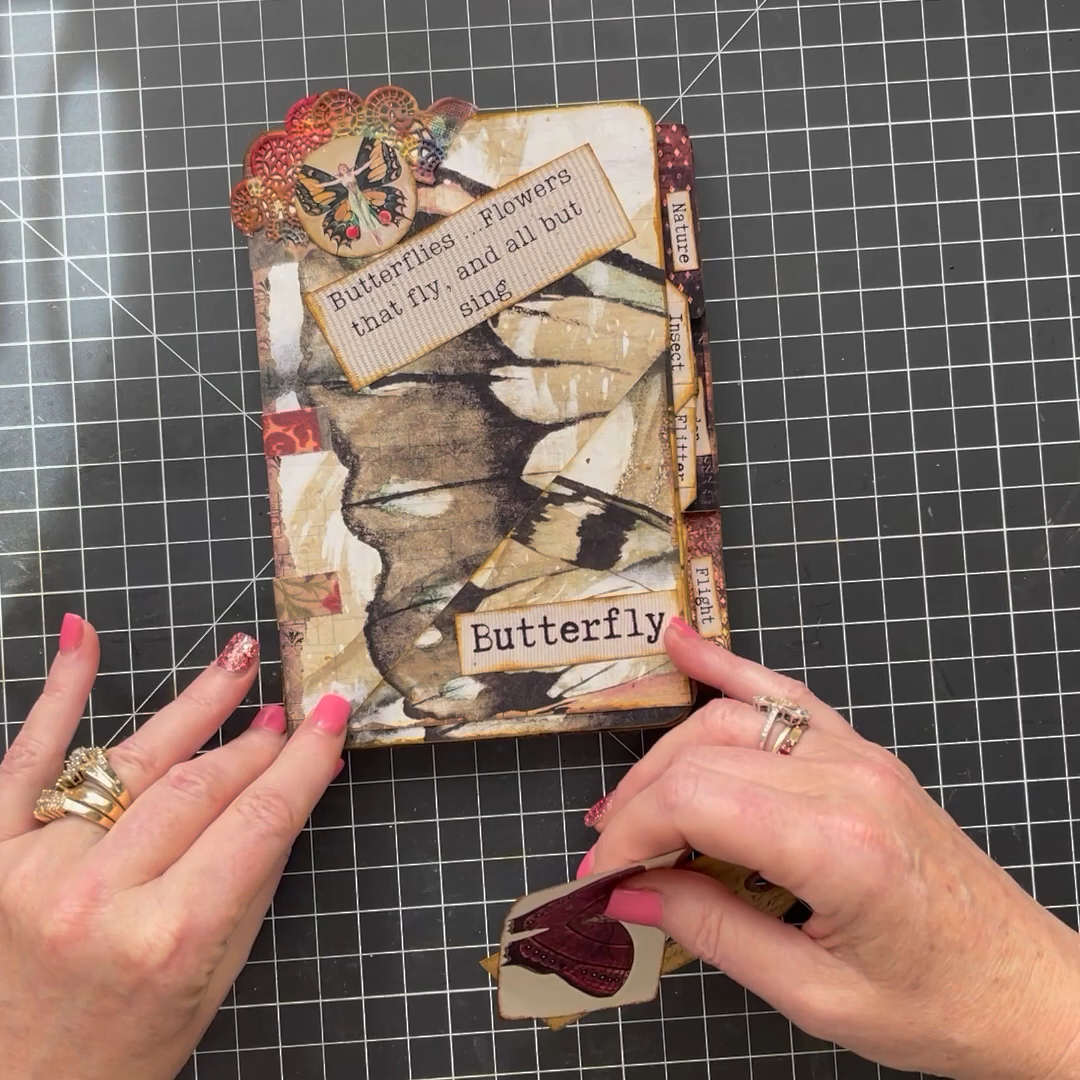 Butterflies ...Flowers
that fly, and all but
sing
Nature
Insect
Flitter
Butterfly
Flight